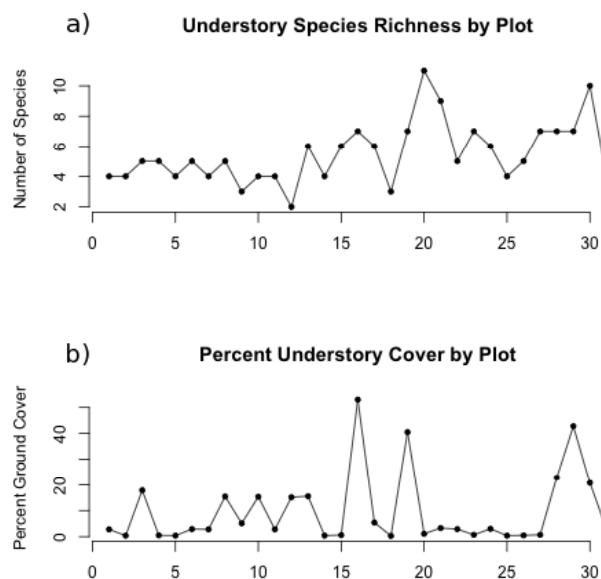 a)
Understory Species Richness by Plot
Number of Species
10
8
6
4
2
0 5 10 15 20 25 30
b)
Percent Understory Cover by Plot
Percent Ground Cover
40
20
0
0 5 10 15 20 25 30